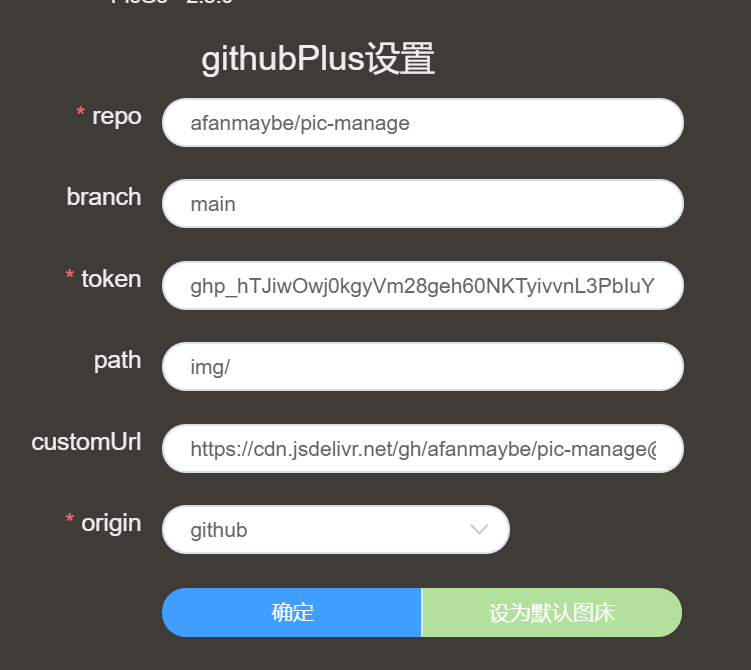 githubPlus设置
* repo
afanmaybe/pic-manage
branch
main
* token
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
path
img/
customUrl
https://cdn.jsdelivr.net/gh/afanmaybe/pic-manage@
* origin
github
确定
设为默认图床